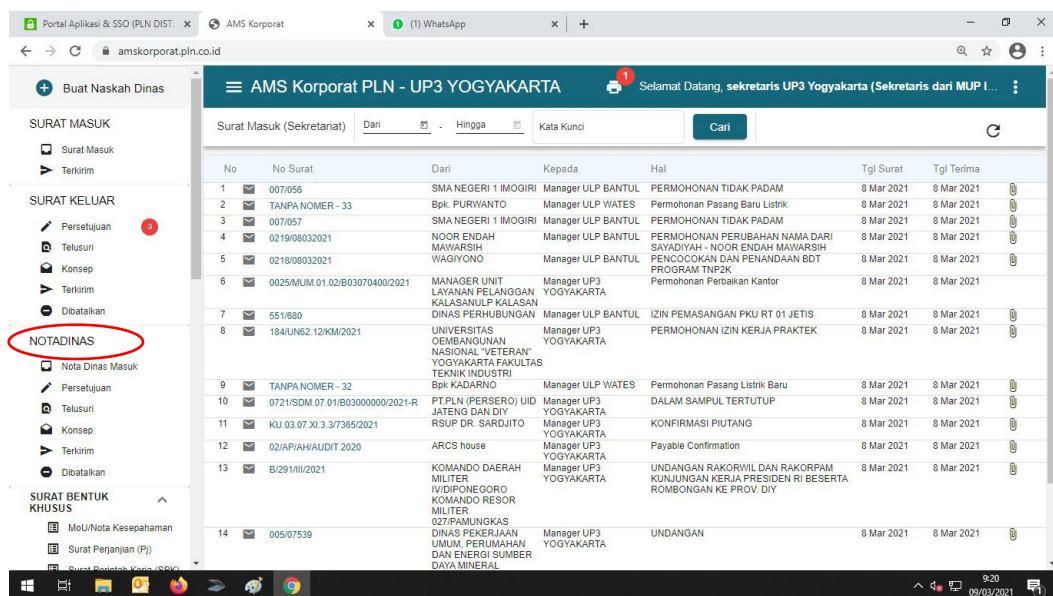 Portal Aplikasi & SSO (PLN DIST.
AMS Korporat
(1) WhatsApp
amskorporat.pln.co.id
Buat Naskah Dinas
SURAT MASUK
Surat Masuk
Terkirim
SURAT KELUAR
Persetujuan
3
Telusuri
Konsep
Terkirim
Dibatalkan
NOTADINAS
Nota Dinas Masuk
Persetujuan
Telusuri
Konsep
Terkirim
Dibatalkan
SURAT BENTUK
KHUSUS
MoU/Nota Kesepahaman
Surat Perjanjian (Pj)
Surat Perintah Kerja (SPK)
AMS Korporat PLN - UP3 YOGYAKARTA
1
Selamat Datang, sekretaris UP3 Yogyakarta (Sekretaris dari MUP I...
Surat Masuk (Sekretariat)
Dari
-
Hingga
Kata Kunci
Cari
No No Surat Dari Kepada Hal Tgl Surat Tgl Terima
1 007/056 SMA NEGERI 1 IMOGIRI Manager ULP BANTUL PERMOHONAN TIDAK PADAM 8 Mar 2021 8 Mar 2021
2 TANPA NOMER - 33 Bpk. PURWANTO Manager ULP WATES Permohonan Pasang Baru Listrik 8 Mar 2021 8 Mar 2021
3 007/057 SMA NEGERI 1 IMOGIRI Manager ULP BANTUL PERMOHONAN TIDAK PADAM 8 Mar 2021 8 Mar 2021
4 0219/08032021 NOOR ENDAH Manager ULP BANTUL PERMOHONAN PERUBAHAN NAMA DARI 8 Mar 2021 8 Mar 2021
MAWARSIH SAYADIYAH - NOOR ENDAH MAWARSIH
5 0218/08032021 WAGIYONO Manager ULP BANTUL PENCOCOKAN DAN PENANDAAN BDT 8 Mar 2021 8 Mar 2021
PROGRAM TNP2K
6 0025/MUM.01.02/B03070400/2021 MANAGER UNIT Manager UP3 Permohonan Perbaikan Kantor 8 Mar 2021 8 Mar 2021
LAYANAN PELANGGAN YOGYAKARTA
KALASANULP KALASAN
7 551/680 DINAS PERHUBUNGAN Manager ULP BANTUL IZIN PEMASANGAN PKU RT 01 JETIS 8 Mar 2021 8 Mar 2021
8 184/UN62.12/KM/2021 UNIVERSITAS Manager UP3 PERMOHONAN IZIN KERJA PRAKTEK 8 Mar 2021 8 Mar 2021
OEMBANGUNAN YOGYAKARTA
NASIONAL "VETERAN"
YOGYAKARTA FAKULTAS
TEKNIK INDUSTRI
9 TANPA NOMER - 32 Bpk KADARNO Manager ULP WATES Permohonan Pasang Listrik Baru 8 Mar 2021 8 Mar 2021
10 0721/SDM.07.01/B03000000/2021-R PT.PLN (PERSERO) UID Manager UP3 DALAM SAMPUL TERTUTUP 8 Mar 2021 8 Mar 2021
JATENG DAN DIY YOGYAKARTA
11 KU.03.07.XI.3.3/7365/2021 RSUP DR. SARDJITO Manager UP3 KONFIRMASI PIUTANG 8 Mar 2021 8 Mar 2021
YOGYAKARTA
12 02/AP/AH/AUDIT 2020 ARCS house Manager UP3 Payable Confirmation 8 Mar 2021 8 Mar 2021
YOGYAKARTA
13 B/291/III/2021 KOMANDO DAERAH Manager UP3 UNDANGAN RAKORWIL DAN RAKORPAM 8 Mar 2021 8 Mar 2021
MILITER YOGYAKARTA KUNJUNGAN KERJA PRESIDEN RI BESERTA
IV/DIPONEGORO ROMBONGAN KE PROV. DIY
KOMANDO RESOR
MILITER
027/PAMUNGKAS
14 005/07539 DINAS PEKERJAAN Manager UP3 UNDANGAN 8 Mar 2021 8 Mar 2021
UMUM, PERUMAHAN YOGYAKARTA
DAN ENERGI SUMBER
DAYA MINERAL
9:20
09/03/2021